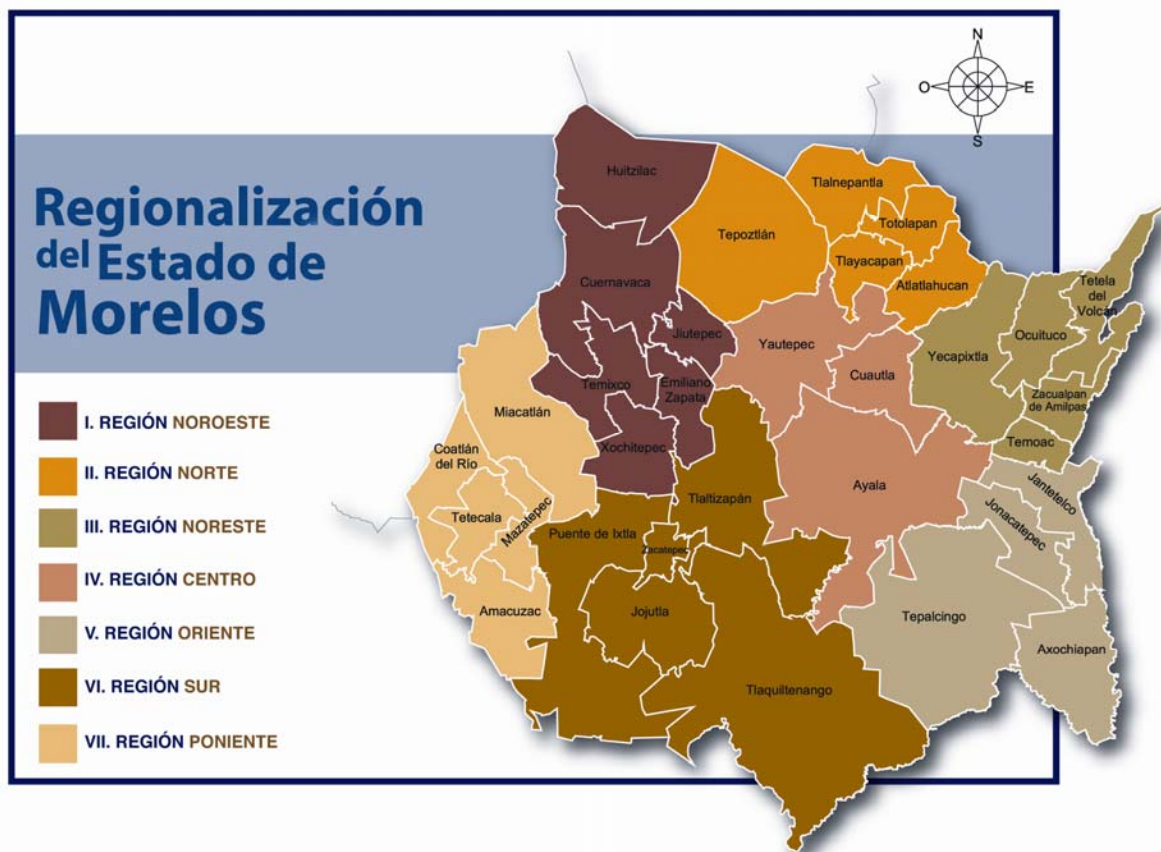 N
O
E
S
Regionalización
del Estado de
Morelos
I. REGIÓN NOROESTE
II. REGIÓN NORTE
III. REGIÓN NORESTE
IV. REGIÓN CENTRO
V. REGIÓN ORIENTE
VI. REGIÓN SUR
VII. REGIÓN PONIENTE
Huitzilac
Tepoztlán
Tlalnepantla
Totolapan
Tlayacapan
Atlatlahucan
Cuernavaca
Jiutepec
Yautepec
Cuautla
Yecapixtla
Ocuituco
Tetela
del
Volcán
Zacualpan
de Amilpas
Temoac
Temixco
Emiliano
Zapata
Miacatlán
Xochitepec
Coatlán
del Río
Tetecala
Mazatepec
Puente de Ixtla
Zacatepec
Tlaltizapán
Ayala
Jantetelco
Jonacatepec
Amacuzac
Jojutla
Tepalcingo
Axochiapan
Tlaquiltenango